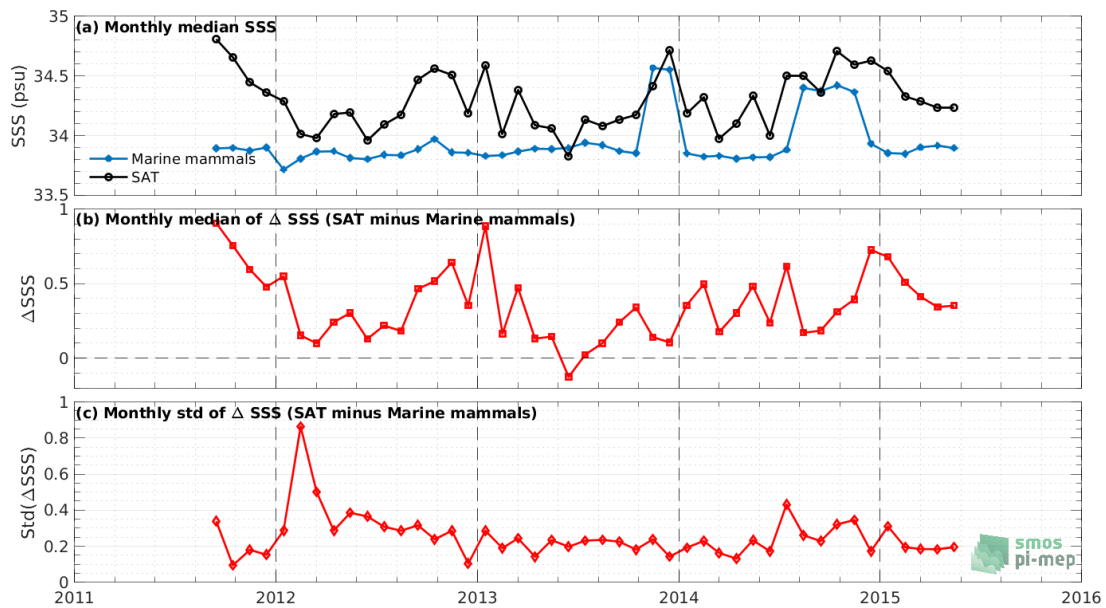 (a) Monthly median SSS
35
34.5
34
33.5
SSS (psu)
Marine mammals
SAT
(b) Monthly median of Δ SSS (SAT minus Marine mammals)
1
0.5
0
ΔSSS
(c) Monthly std of Δ SSS (SAT minus Marine mammals)
1
0.8
0.6
0.4
0.2
0
Std(ΔSSS)
2011 2012 2013 2014 2015 2016
smos
pi-mep